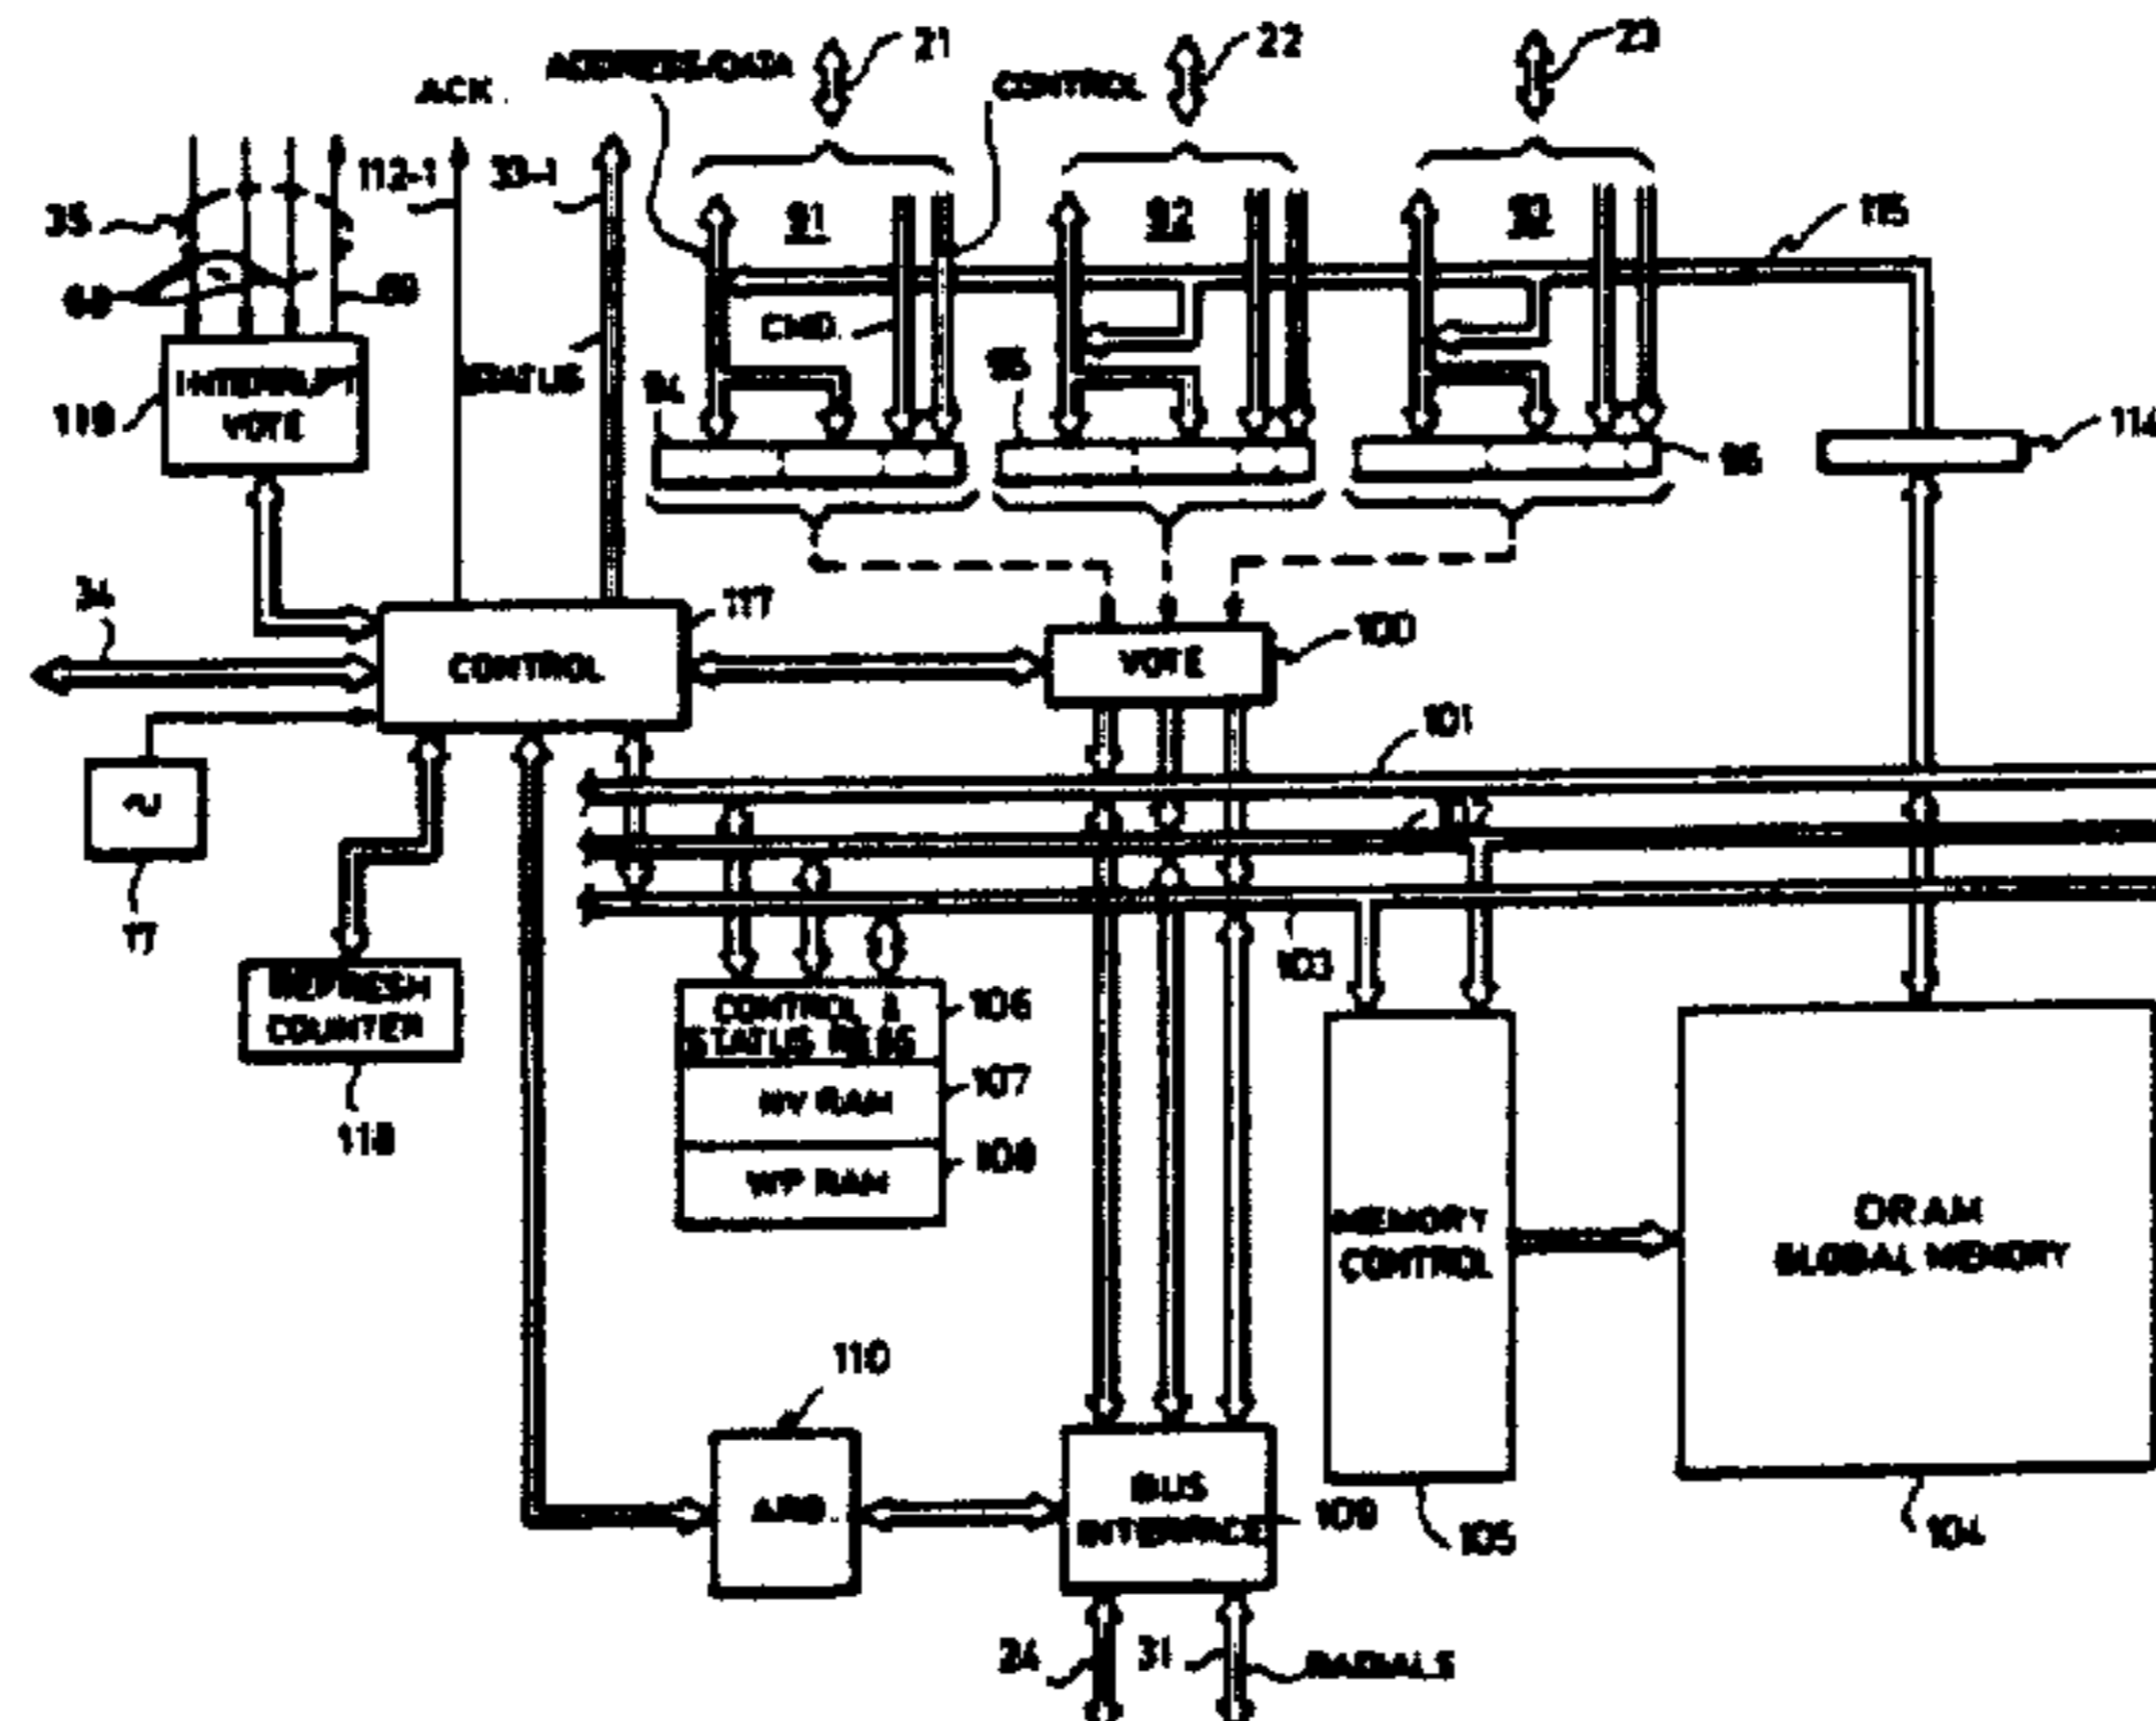 21
22
23
ACK.
ADDRESS/DATA
CONTROL
112-1
33-1
35
91
92
93
115
69
CMD.
INTERRUPT
VOTE
STATUS
119
94
95
96
114
34
117
CONTROL
VOTE
100
101
17
103
REFRESH
COUNTER
118
CONTROL &
STATUS REGS
106
NV RAM
107
WP RAM
108
MEMORY
CONTROL
DRAM
GLOBAL MEMORY
110
ARB.
BUS
INTERFACE
109
105
104
24
31
RADIALS